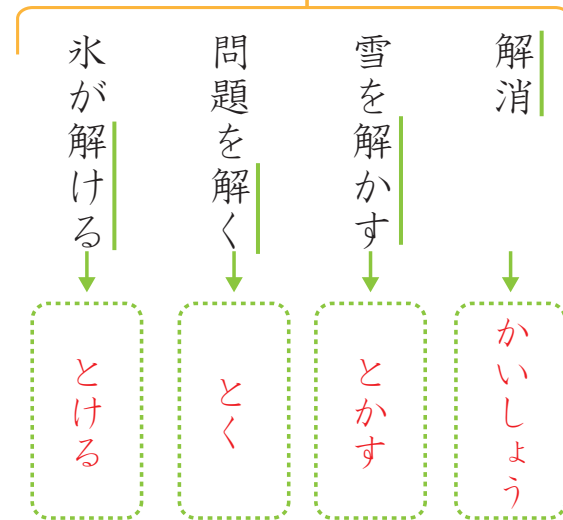 解消
かいしょう
雪を解かす
とかす
問題を解く
とく
氷が解ける
とける